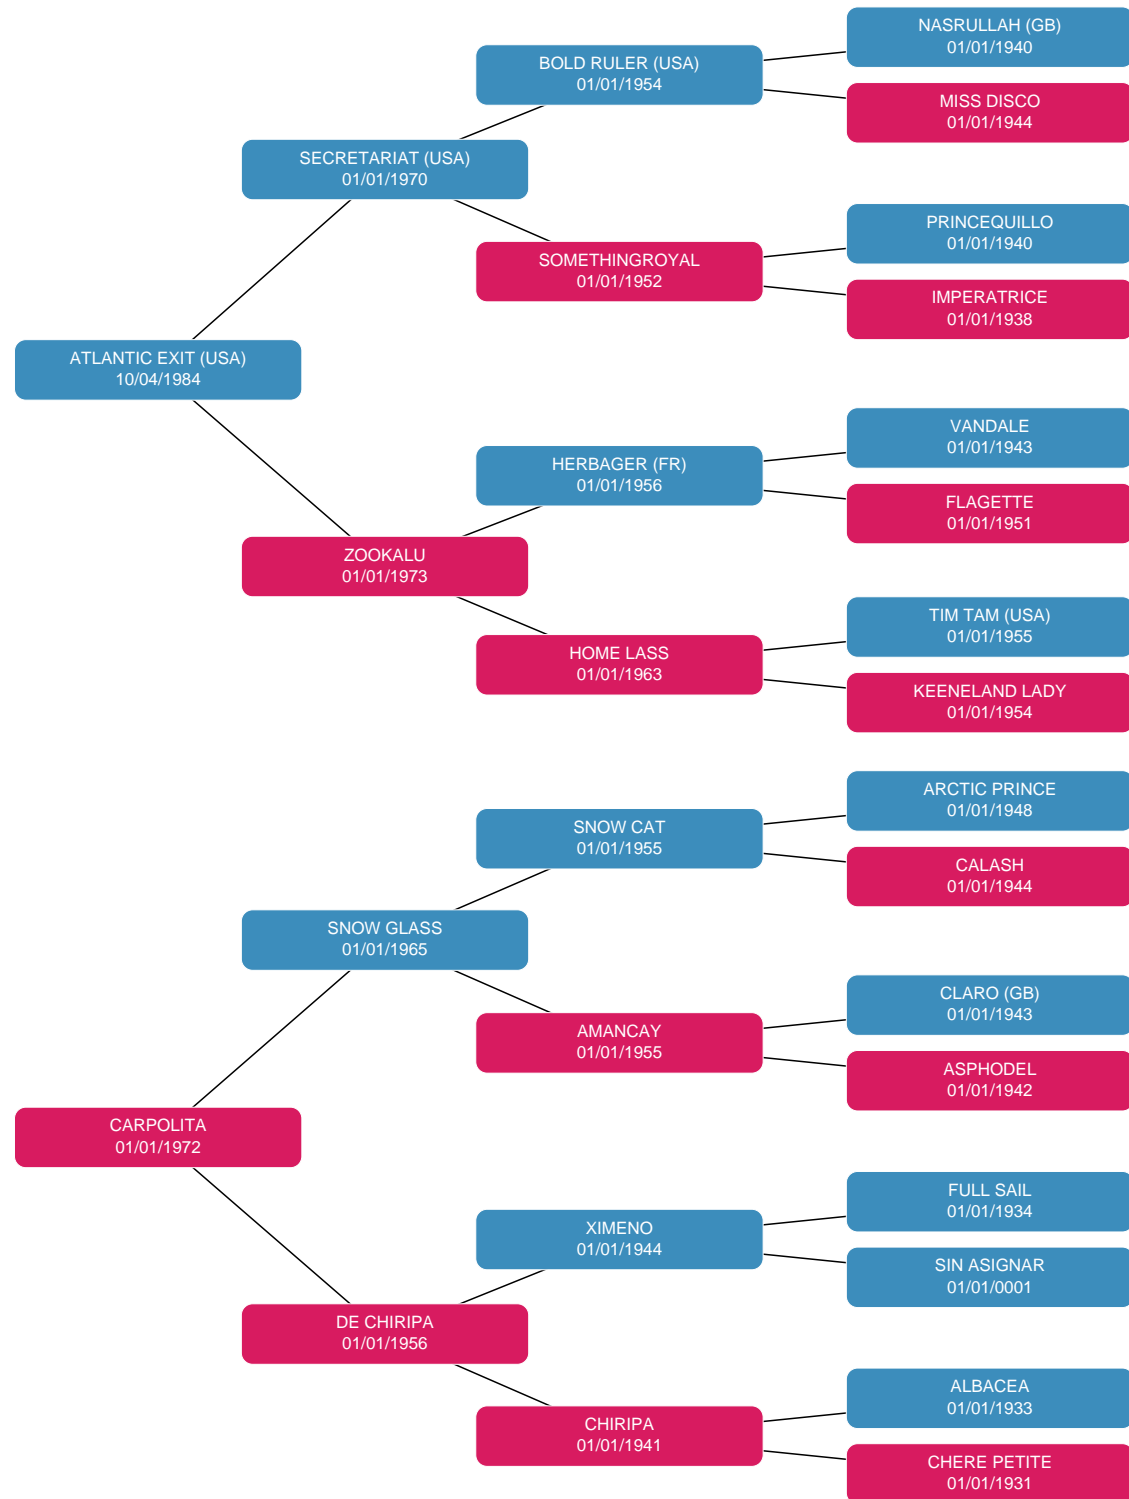 NASRULLAH (GB)
01/01/1940
BOLD RULER (USA)
01/01/1954
MISS DISCO
01/01/1944
SECRETARIAT (USA)
01/01/1970
PRINCEQUILLO
01/01/1940
SOMETHINGROYAL
01/01/1952
IMPERATRICE
01/01/1938
ATLANTIC EXIT (USA)
10/04/1984
VANDALE
01/01/1943
HERBAGER (FR)
01/01/1956
FLAGETTE
01/01/1951
ZOOKALU
01/01/1973
TIM TAM (USA)
01/01/1955
HOME LASS
01/01/1963
KEENELAND LADY
01/01/1954
ARCTIC PRINCE
01/01/1948
SNOW CAT
01/01/1955
CALASH
01/01/1944
SNOW GLASS
01/01/1965
CLARO (GB)
01/01/1943
AMANCAY
01/01/1955
ASPHODEL
01/01/1942
CARPOLITA
01/01/1972
FULL SAIL
01/01/1934
XIMENO
01/01/1944
SIN ASIGNAR
01/01/0001
DE CHIRIPA
01/01/1956
ALBACEA
01/01/1933
CHIRIPA
01/01/1941
CHERE PETITE
01/01/1931